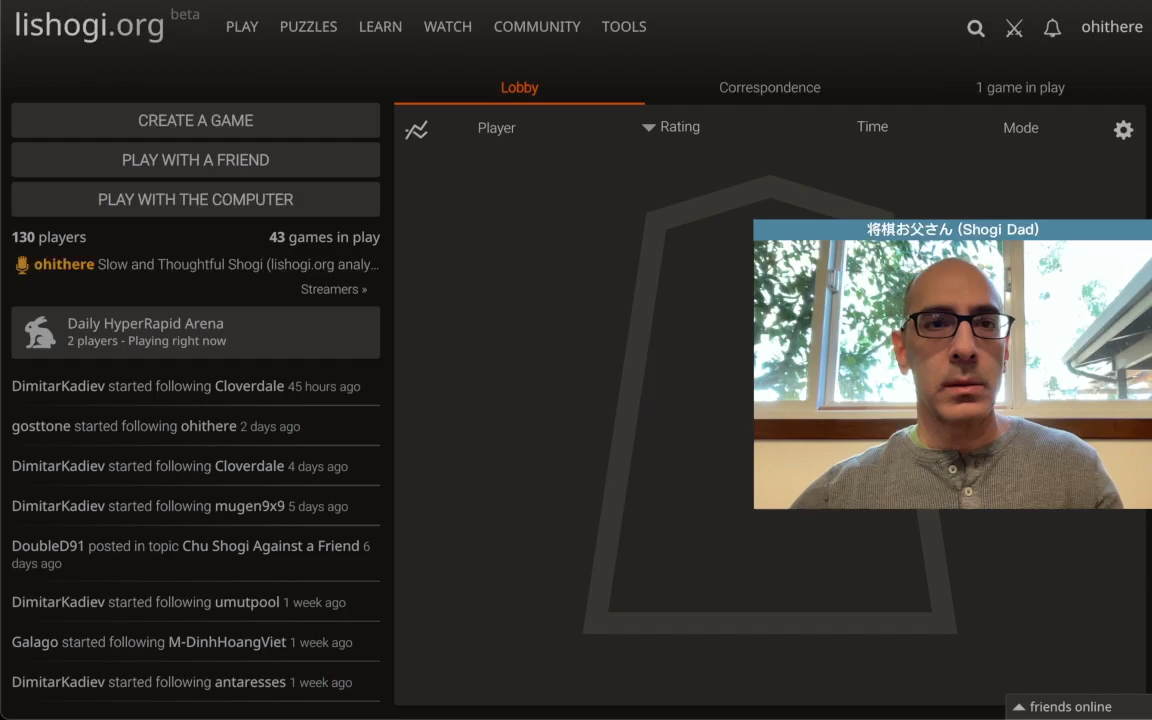 lishogi.org beta
PLAY PUZZLES LEARN WATCH COMMUNITY TOOLS
ohithere
Lobby Correspondence 1 game in play
CREATE A GAME
PLAY WITH A FRIEND
PLAY WITH THE COMPUTER
130 players 43 games in play
ohithere Slow and Thoughtful Shogi (lishogi.org analy...
Streamers »
Daily HyperRapid Arena
2 players - Playing right now
DimitarKadiev started following Cloverdale 45 hours ago
gosttone started following ohithere 2 days ago
DimitarKadiev started following Cloverdale 4 days ago
DimitarKadiev started following mugen9x9 5 days ago
DoubleD91 posted in topic Chu Shogi Against a Friend 6
days ago
DimitarKadiev started following umutpool 1 week ago
Galago started following M-DinhHoangViet 1 week ago
DimitarKadiev started following antaresses 1 week ago
Player Rating Time Mode
将棋お父さん (Shogi Dad)
friends online